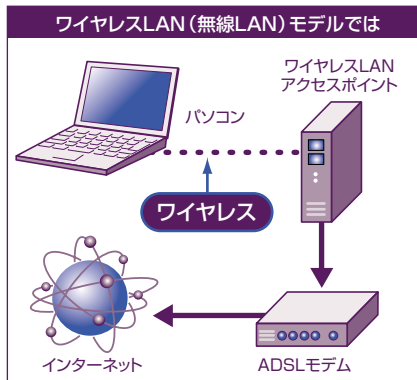 ワイヤレスLAN(無線LAN)モデルでは
ワイヤレスLAN
アクセスポイント
パソコン
ワイヤレス
インターネット
ADSLモデム